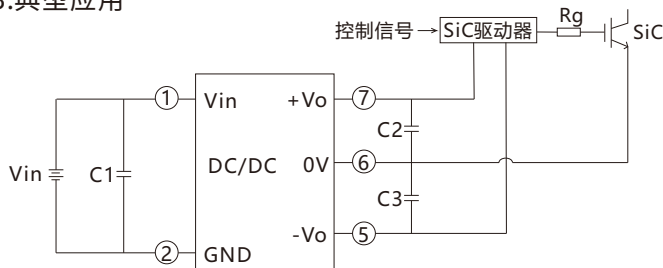 .典型应用
控制信号→ SiC驱动器 Rg SiC
① Vin +Vo ⑦
C2
Vin C1 DC/DC 0V ⑥
C3
-Vo ⑤
② GND